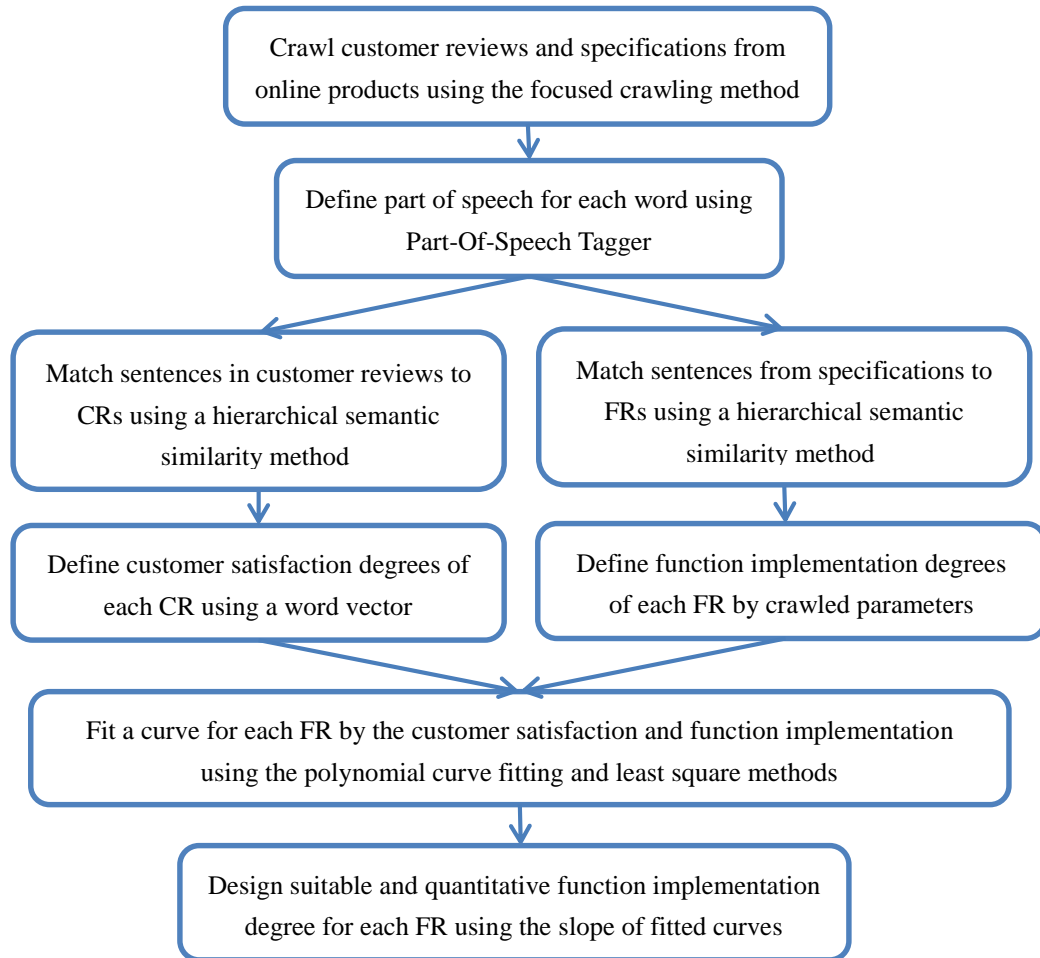 Crawl customer reviews and specifications from
online products using the focused crawling method
Define part of speech for each word using
Part-Of-Speech Tagger
Match sentences in customer reviews to
CRs using a hierarchical semantic
similarity method
Match sentences from specifications to
FRs using a hierarchical semantic
similarity method
Define customer satisfaction degrees of
each CR using a word vector
Define function implementation degrees
of each FR by crawled parameters
Fit a curve for each FR by the customer satisfaction and function implementation
using the polynomial curve fitting and least square methods
Design suitable and quantitative function implementation
degree for each FR using the slope of fitted curves